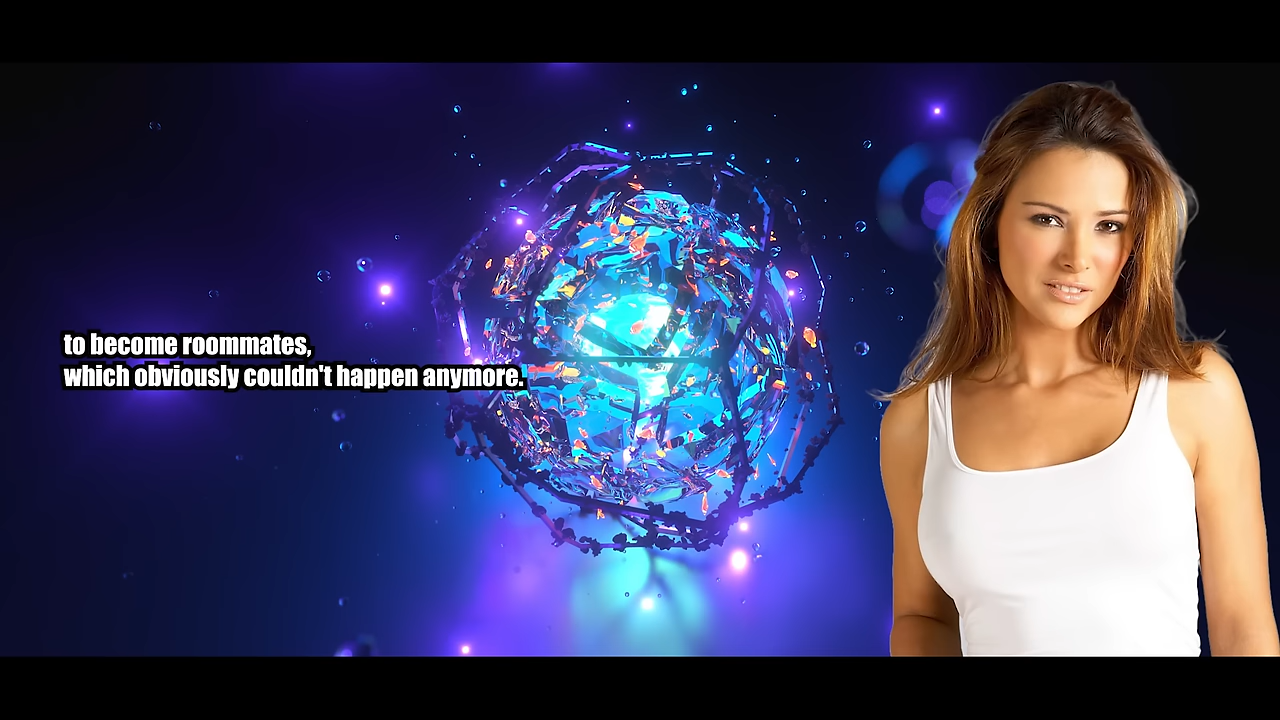 to become roommates,
which obviously couldn't happen anymore.